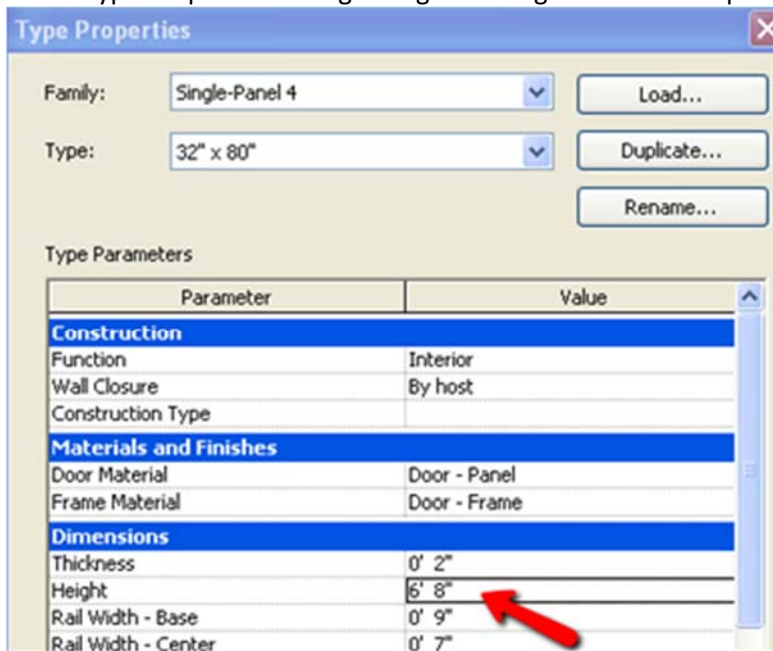 Type Properties
Family: Single-Panel 4 Load...
Type: 32" x 80" Duplicate...
Rename...
Type Parameters
Parameter Value
Construction
Function Interior
Wall Closure By host
Construction Type
Materials and Finishes
Door Material Door - Panel
Frame Material Door - Frame
Dimensions
Thickness 0' 2"
Height 6' 8"
Rail Width - Base 0' 9"
Rail Width - Center 0' 7"